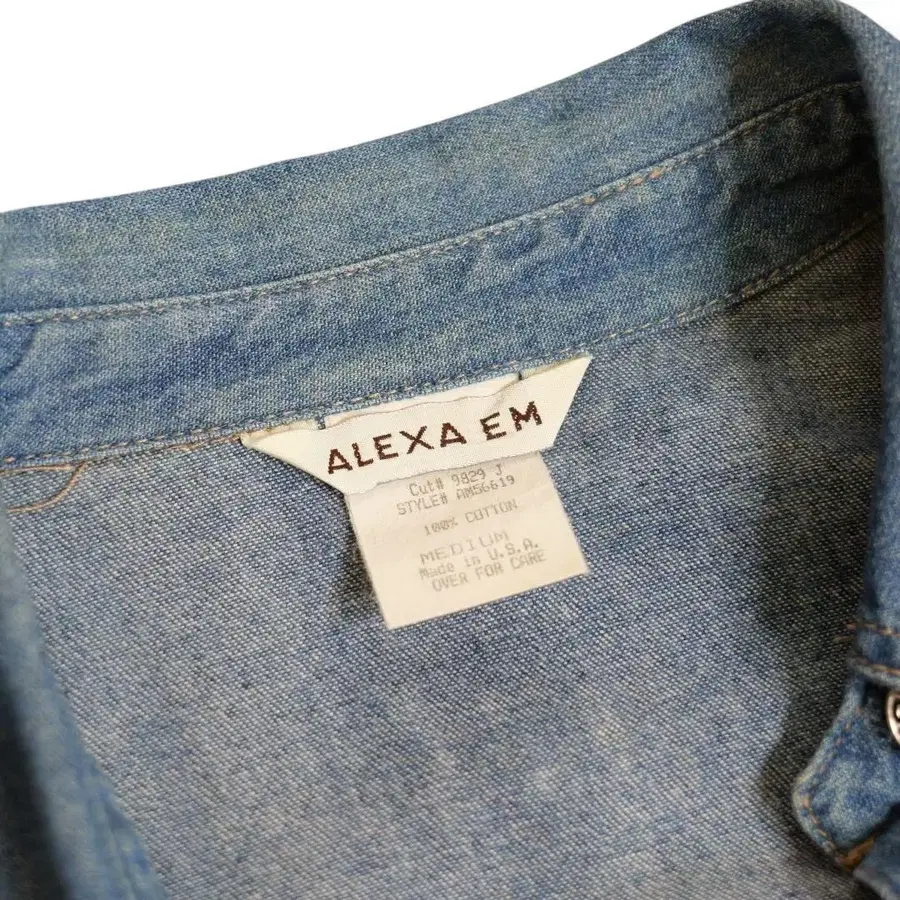 ALEXA EM
Cut# 9829 J
STYLE# AM56619
100% COTTON
MEDIUM
Made in U.S.A.
OVER FOR CARE